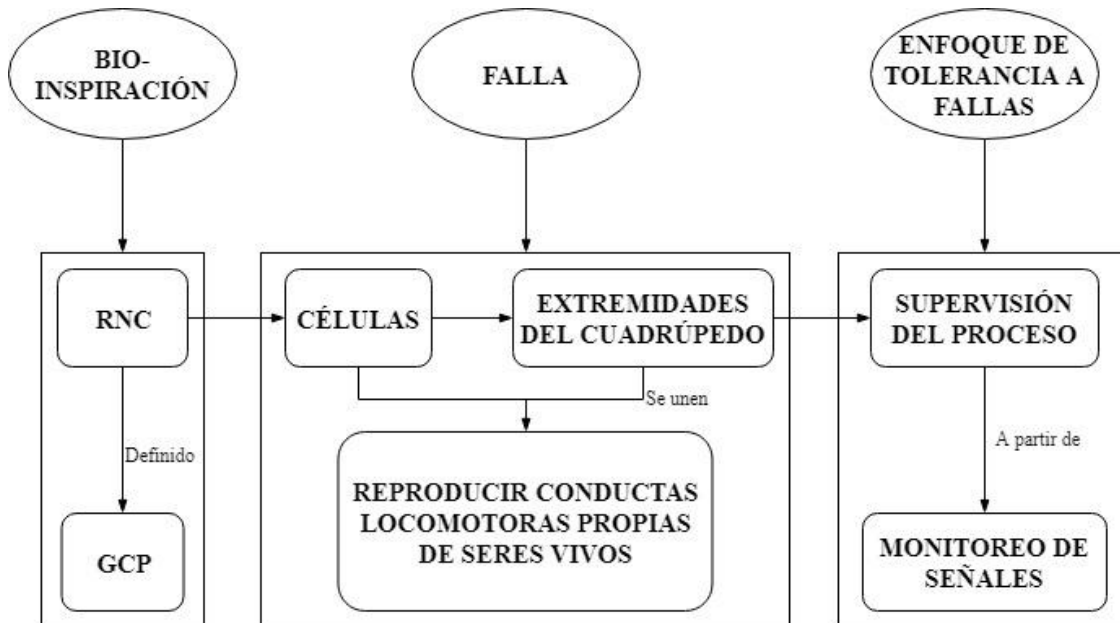 BIO-
INSPIRACIÓN
FALLA
ENFOQUE DE
TOLERANCIA A
FALLAS
RNC
CÉLULAS
EXTREMIDADES
DEL CUADRÚPEDO
SUPERVISIÓN
DEL PROCESO
Se unen
Definido
A partir de
GCP
REPRODUCIR CONDUCTAS
LOCOMOTORAS PROPIAS
DE SERES VIVOS
MONITOREO DE
SEÑALES